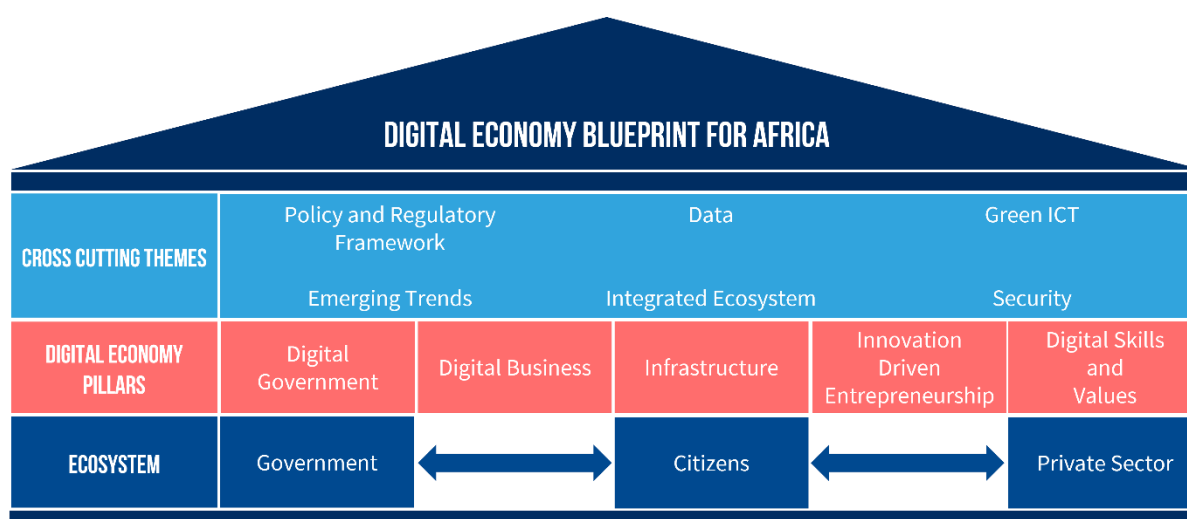 DIGITAL ECONOMY BLUEPRINT FOR AFRICA
CROSS CUTTING THEMES
Policy and Regulatory
Framework
Data
Green ICT
Emerging Trends
Integrated Ecosystem
Security
DIGITAL ECONOMY
PILLARS
Digital
Government
Digital Business
Infrastructure
Innovation
Driven
Entrepreneurship
Digital Skills
and
Values
ECOSYSTEM
Government
Citizens
Private Sector